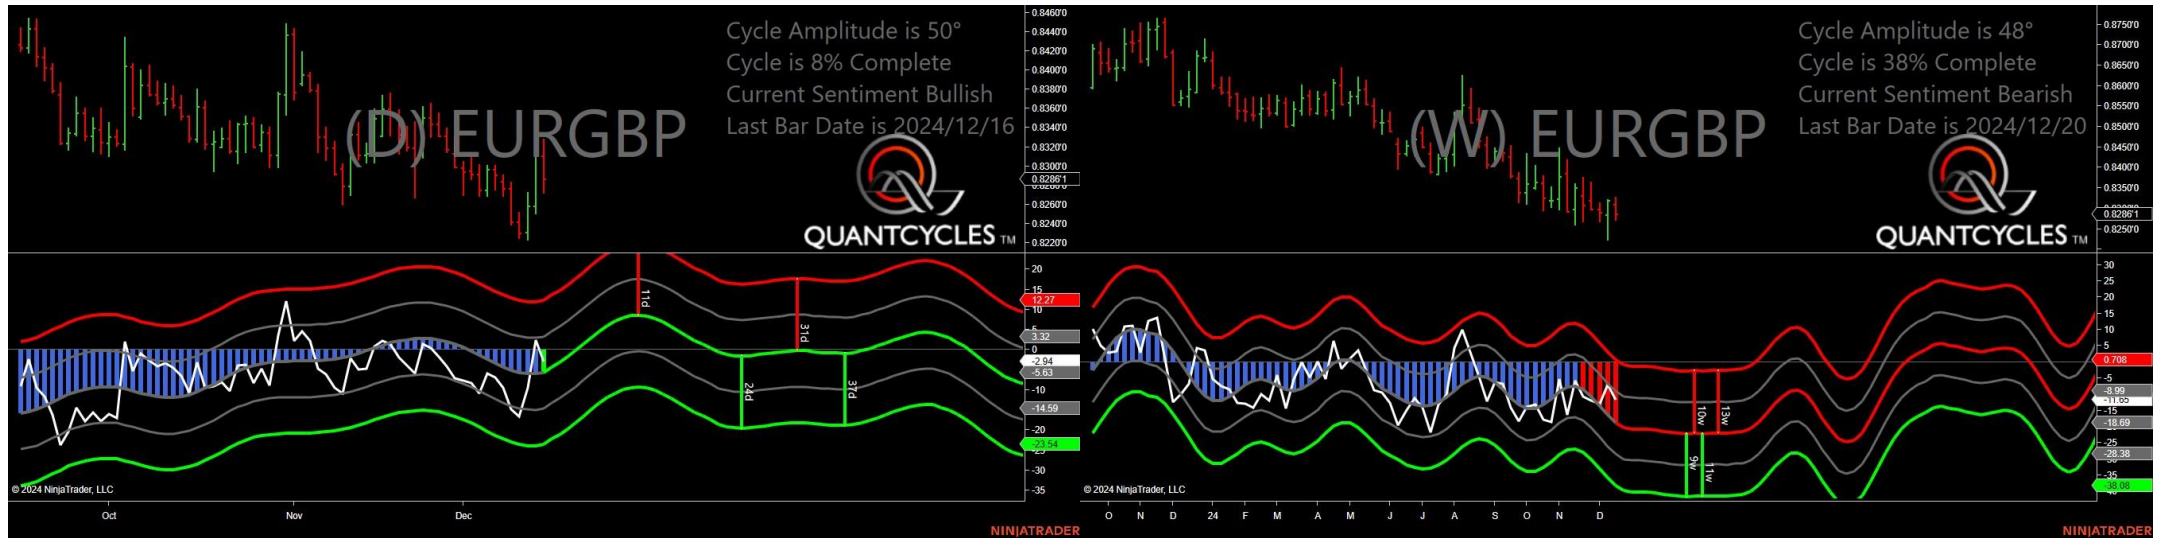 Cycle Amplitude is 50°
Cycle is 8% Complete
Current Sentiment Bullish
Last Bar Date is 2024/12/16
(D) EURGBP
QUANTCYCLES TM
0.8460'0
0.8440'0
0.8420'0
0.8400'0
0.8380'0
0.8360'0
0.8340'0
0.8320'0
0.8300'0
0.8286'1
0.8260'0
0.8240'0
0.8220'0
11d
31d
24d
37d
20
15
12.27
10
3.32
0
-2.94
-5.63
-10
-14.59
-20
-23.54
-30
-35
© 2024 NinjaTrader, LLC
Oct Nov Dec
NINJATRADER
Cycle Amplitude is 48°
Cycle is 38% Complete
Current Sentiment Bearish
Last Bar Date is 2024/12/20
(W) EURGBP
QUANTCYCLES TM
0.8750'0
0.8700'0
0.8650'0
0.8600'0
0.8550'0
0.8500'0
0.8450'0
0.8400'0
0.8350'0
0.8286'1
0.8250'0
10w
13w
9w
11w
30
25
20
15
10
5
0.708
-5
-8.99
-11.65
-15
-18.69
-25
-28.38
-35
-38.08
© 2024 NinjaTrader, LLC
O N D 24 F M A M J J A S O N D
NINJATRADER